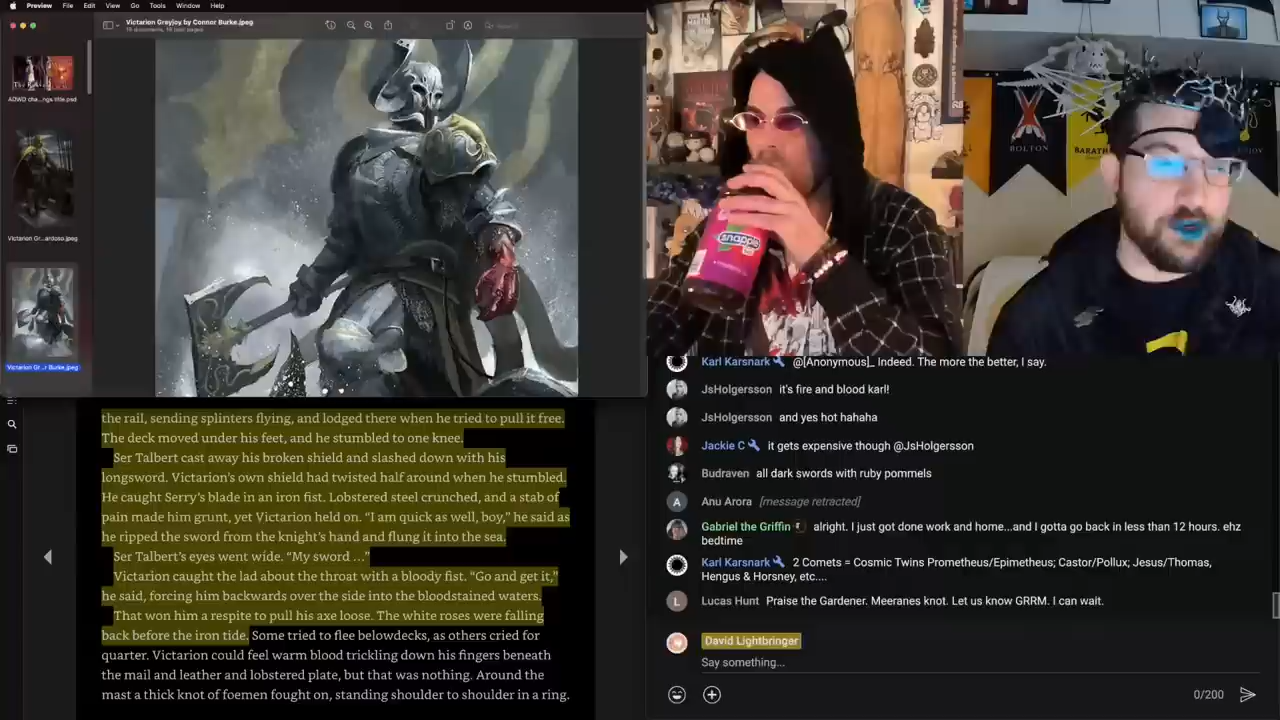 Preview File Edit View Go Tools Window Help
Victarion Greyjoy by Connor Burke.jpeg
Victarion Gr...r Burke.jpeg
snapple
BOLTON
the rail, sending splinters flying, and lodged there when he tried to pull it free.
The deck moved under his feet, and he stumbled to one knee.
Ser Talbert cast away his broken shield and slashed down with his
longsword. Victarion's own shield had twisted half around when he stumbled.
He caught Serry's blade in an iron fist. Lobstered steel crunched, and a stab of
pain made him grunt, yet Victarion held on. “I am quick as well, boy,” he said as
he ripped the sword from the knight's hand and flung it into the sea.
Ser Talbert's eyes went wide. “My sword …”
Victarion caught the lad about the throat with a bloody fist. “Go and get it,”
he said, forcing him backwards over the side into the bloodstained waters.
That won him a respite to pull his axe loose. The white roses were falling
back before the iron tide. Some tried to flee belowdecks, as others cried for
quarter. Victarion could feel warm blood trickling down his fingers beneath
the mail and leather and lobstered plate, but that was nothing. Around the
mast a thick knot of foemen fought on, standing shoulder to shoulder in a ring.
Karl Karsnark @[Anonymous]_ Indeed. The more the better, I say.
JsHolgersson it's fire and blood karl!
JsHolgersson and yes hot hahaha
Jackie C it gets expensive though @JsHolgersson
Budraven all dark swords with ruby pommels
A Anu Arora [message retracted]
Gabriel the Griffin alright. I just got done work and home...and I gotta go back in less than 12 hours. ehz
bedtime
Karl Karsnark 2 Comets = Cosmic Twins Prometheus/Epimetheus; Castor/Pollux; Jesus/Thomas,
Hengus & Horsney, etc....
L Lucas Hunt Praise the Gardener. Meeranes knot. Let us know GRRM. I can wait.
David Lightbringer
Say something...
0/200